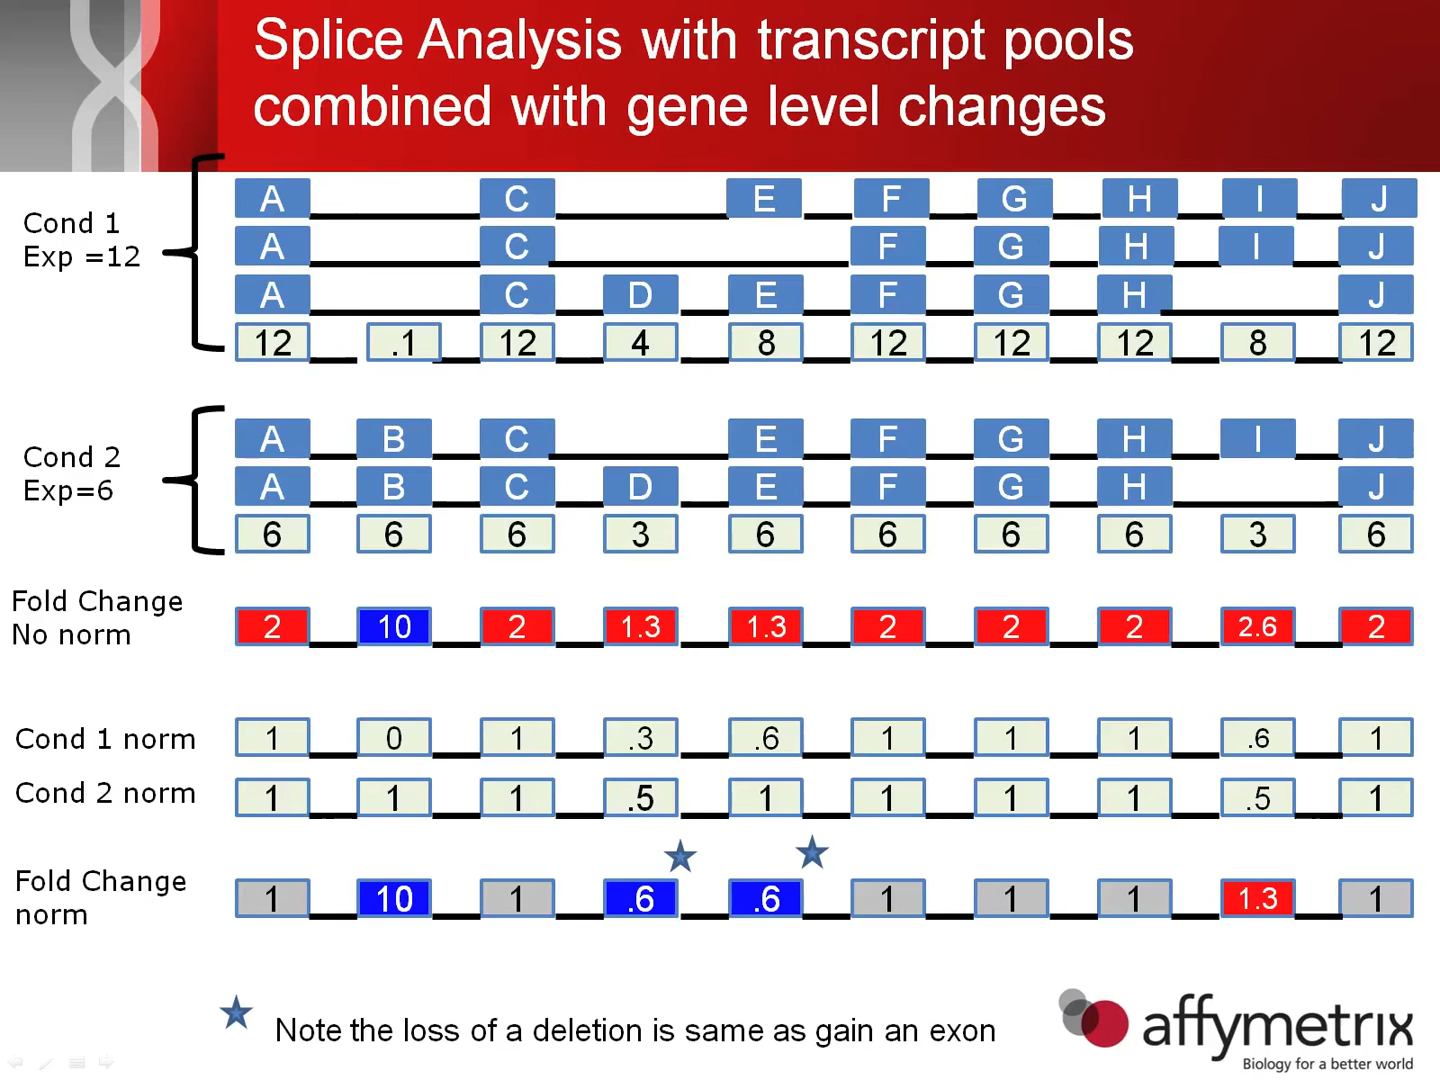 Splice Analysis with transcript pools
combined with gene level changes
A C E F G H I J
Cond 1
Exp =12
A C F G H I J
A C D E F G H J
12 .1 12 4 8 12 12 12 8 12
A B C E F G H I J
Cond 2
Exp=6
A B C D E F G H J
6 6 6 3 6 6 6 6 3 6
Fold Change
No norm
2 10 2 1.3 1.3 2 2 2 2.6 2
Cond 1 norm 1 0 1 .3 .6 1 1 1 .6 1
Cond 2 norm 1 1 1 .5 1 1 1 1 .5 1
Fold Change
norm
1 10 1 .6 .6 1 1 1 1.3 1
Note the loss of a deletion is same as gain an exon
affymetrix
Biology for a better world